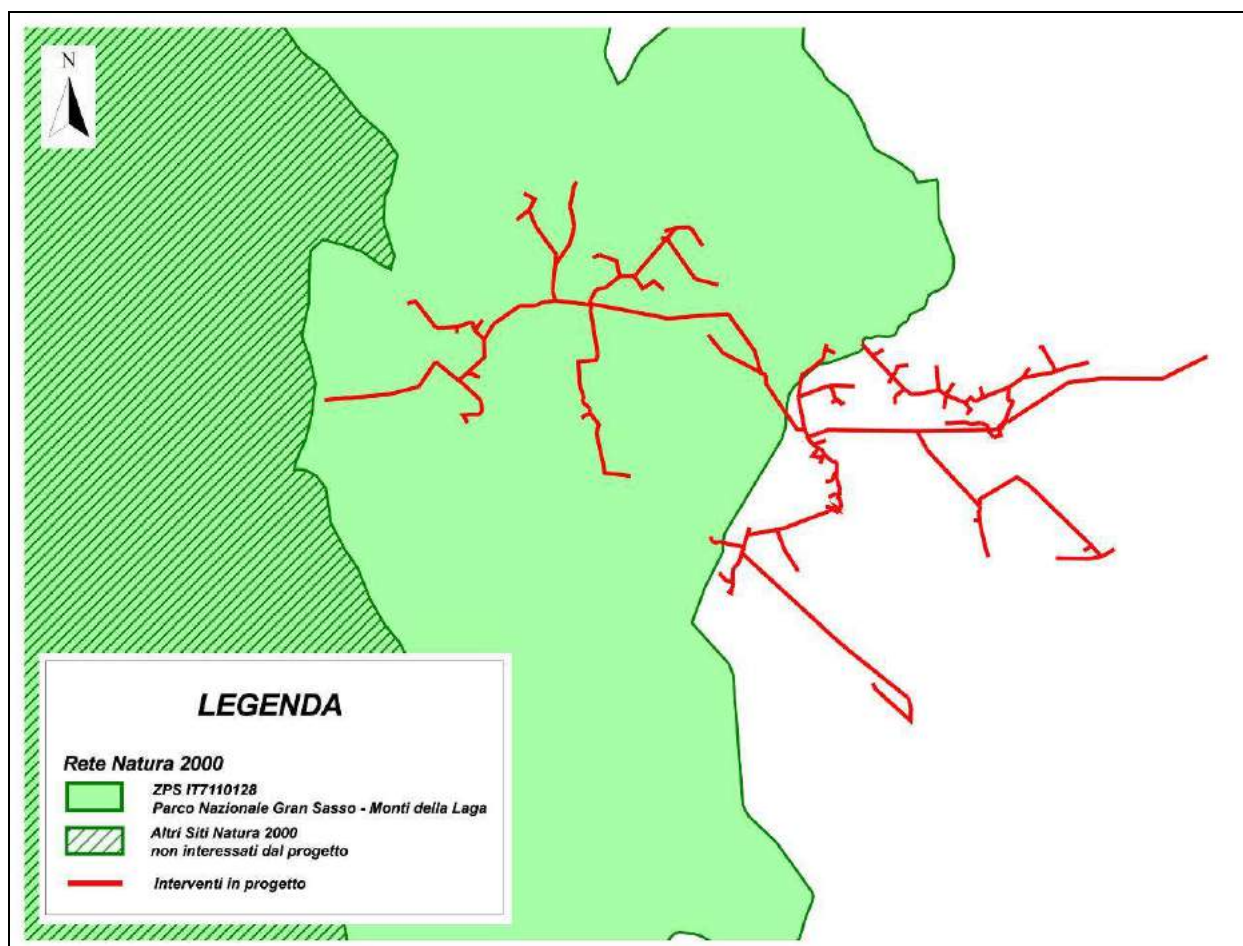 N
LEGENDA
Rete Natura 2000
ZPS IT7110128
Parco Nazionale Gran Sasso - Monti della Laga
Altri Siti Natura 2000
non interessati dal progetto
Interventi in progetto